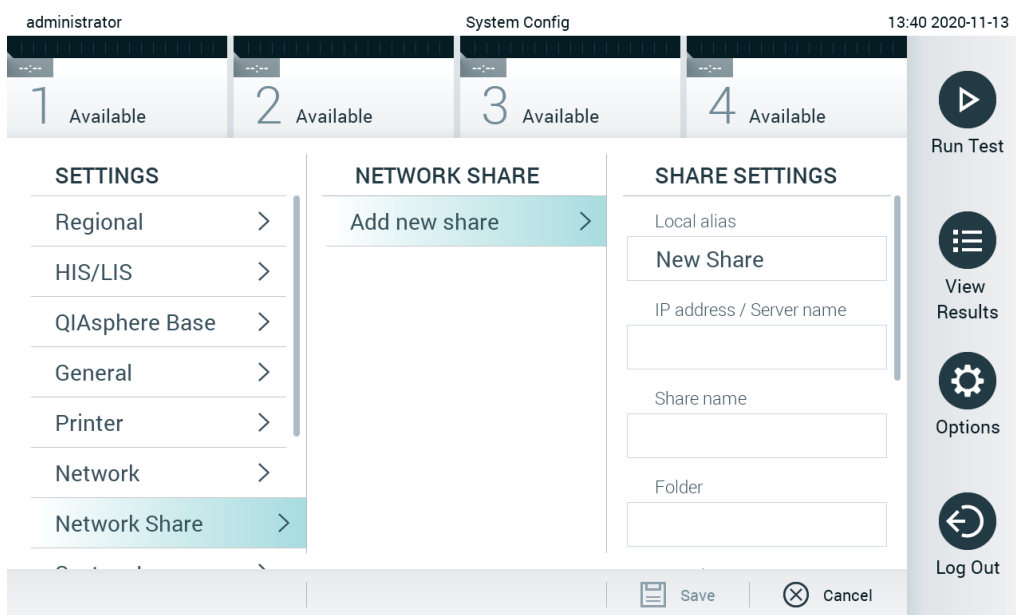 administrator
System Config
13:40 2020-11-13
--:--
--:--
--:--
--:--
1 Available
2 Available
3 Available
4 Available
Run Test
SETTINGS
Regional
HIS/LIS
QIAsphere Base
General
Printer
Network
Network Share
NETWORK SHARE
Add new share
SHARE SETTINGS
Local alias
New Share
IP address / Server name
Share name
Folder
View
Results
Options
Log Out
Save
Cancel